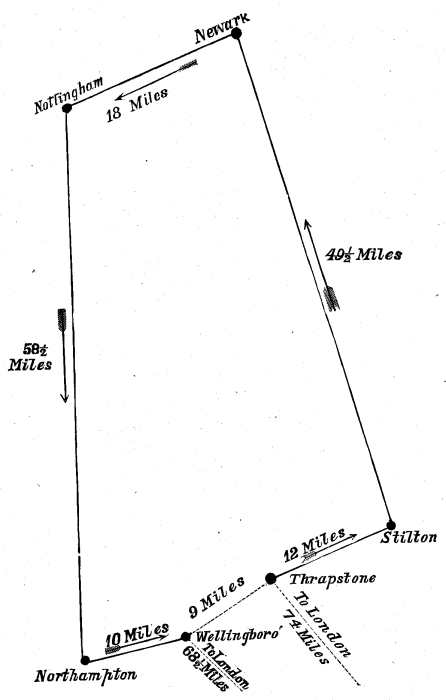 Newark
Nottingham
18 Miles
49½ Miles
58½
Miles
Stilton
12 Miles
Thrapstone
9 Miles
To London
74 Miles
10 Miles
Wellingboro'
To London
68½ Miles
Northampton